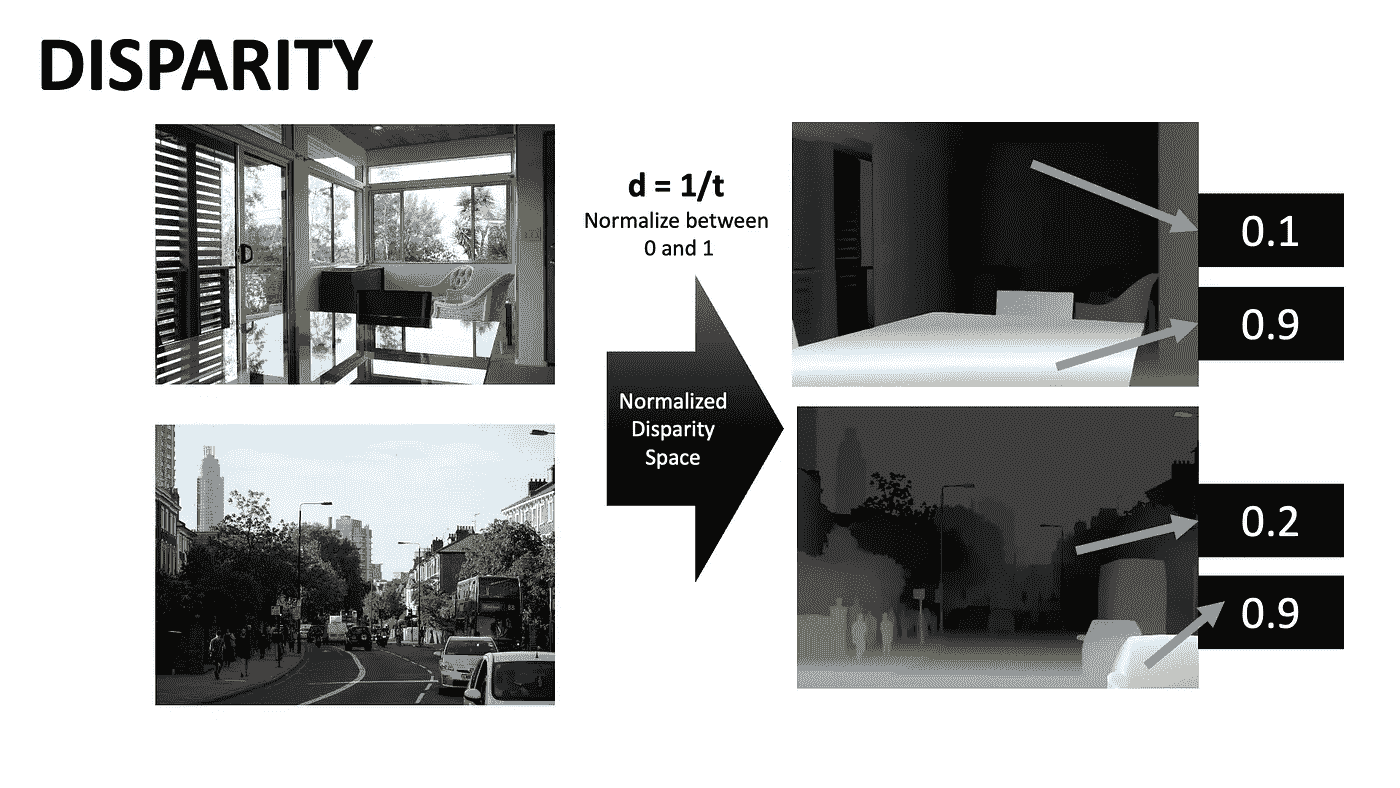 DISPARITY
d = 1/t
Normalize between
0 and 1
Normalized
Disparity
Space
0.1
0.9
0.2
0.9